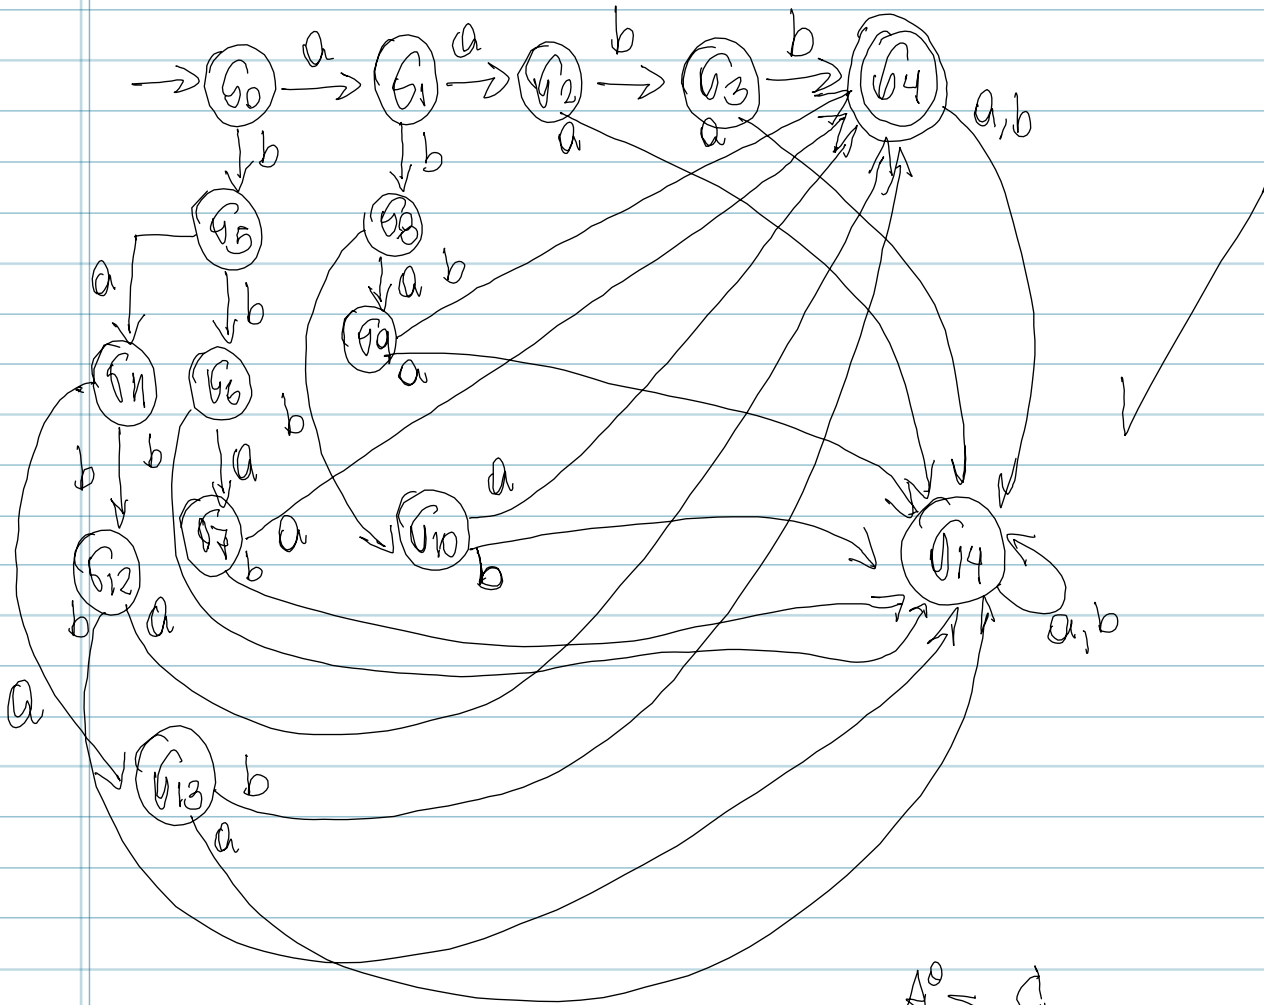 a a b b
q0 q1 q2 q3 q4
a a a,b
b b
q5 q8
a b a b
q9
a
q11 q6
b b a b
q7 a q10 a
b b
q14
q12
b a a,b
a
q13 b
a